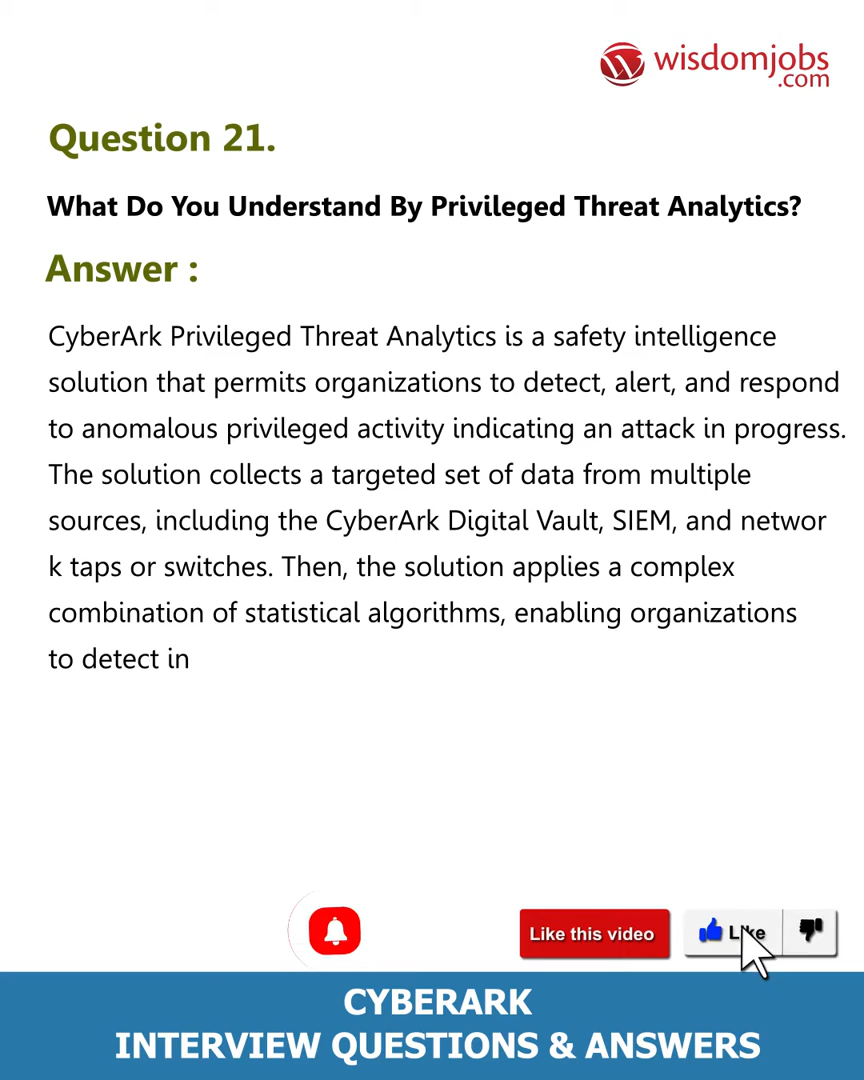 wisdomjobs
.com
Question 21.
What Do You Understand By Privileged Threat Analytics?
Answer :
CyberArk Privileged Threat Analytics is a safety intelligence
solution that permits organizations to detect, alert, and respond
to anomalous privileged activity indicating an attack in progress.
The solution collects a targeted set of data from multiple
sources, including the CyberArk Digital Vault, SIEM, and networ
k taps or switches. Then, the solution applies a complex
combination of statistical algorithms, enabling organizations
to detect in
Like this video
Like
CYBERARK
INTERVIEW QUESTIONS & ANSWERS